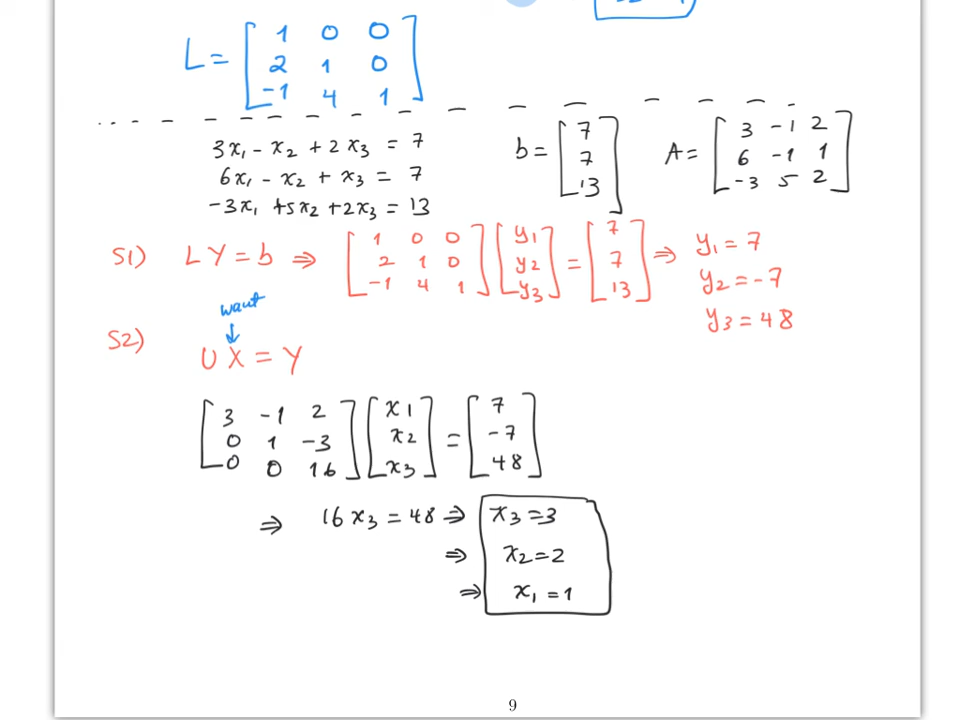 L = [ 1 0 0
2 1 0
-1 4 1 ]
3x₁ - x₂ + 2x₃ = 7
6x₁ - x₂ + x₃ = 7
-3x₁ +5x₂ +2x₃ = 13
b = [ 7
7
13 ]
A = [ 3 -1 2
6 -1 1
-3 5 2 ]
S1) LY = b ⇒ [ 1 0 0 ] [ y₁ ] = [ 7 ] ⇒ y₁ = 7
[ 2 1 0 ] [ y₂ ] [ 7 ] y₂ = -7
[ -1 4 1 ] [ y₃ ] [ 13 ] y₃ = 48
want
↓
S2) UX = Y
[ 3 -1 2 ] [ x1 ] = [ 7 ]
[ 0 1 -3 ] [ x2 ] [ -7 ]
[ 0 0 16 ] [ x3 ] [ 48 ]
⇒ 16x₃ = 48 ⇒ x₃ = 3
⇒ x₂ = 2
⇒ x₁ = 1
9